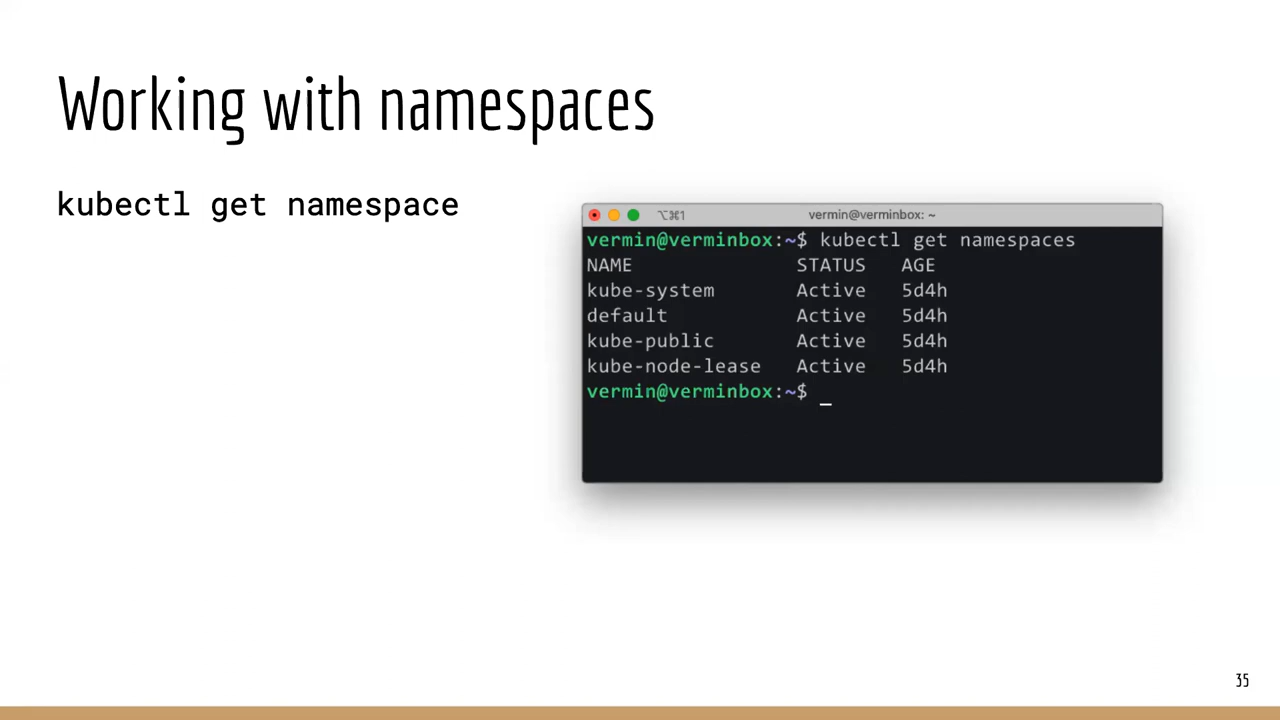 Working with namespaces
kubectl get namespace
⌥⌘1 vermin@verminbox: ~
vermin@verminbox:~$ kubectl get namespaces
NAME STATUS AGE
kube-system Active 5d4h
default Active 5d4h
kube-public Active 5d4h
kube-node-lease Active 5d4h
vermin@verminbox:~$ _
35